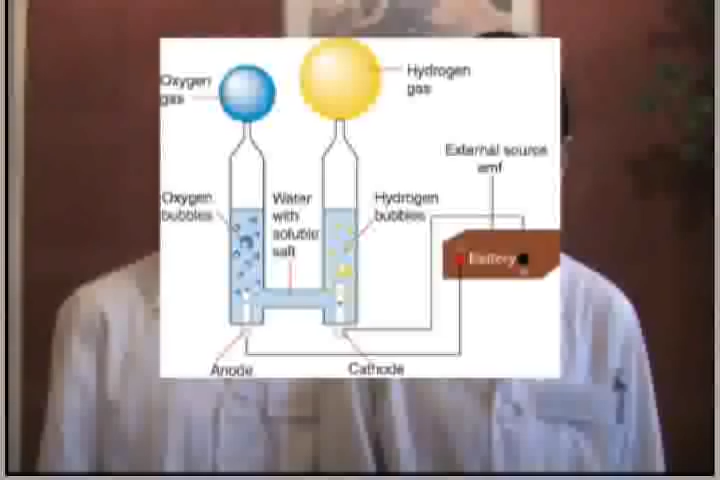 Oxygen
gas
Hydrogen
gas
External source
emf
Oxygen
bubbles
Water
with
soluble
salt
Hydrogen
bubbles
Battery
Anode
Cathode